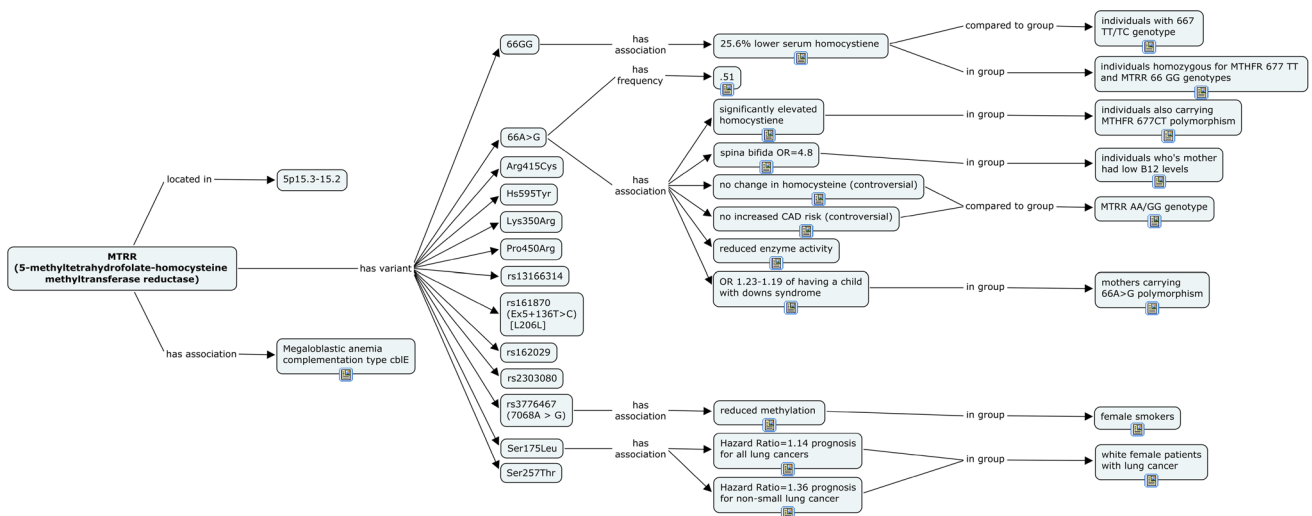 MTRR
(5-methyltetrahydrofolate-homocysteine
methyltransferase reductase)
located in
5p15.3-15.2
has association
Megaloblastic anemia
complementation type cblE
has variant
66GG
has
association
25.6% lower serum homocystiene
compared to group
individuals with 667
TT/TC genotype
in group
individuals homozygous for MTHFR 677 TT
and MTRR 66 GG genotypes
66A>G
has
frequency
.51
has
association
significantly elevated
homocystiene
in group
individuals also carrying
MTHFR 677CT polymorphism
spina bifida OR=4.8
in group
individuals who's mother
had low B12 levels
no change in homocysteine (controversial)
no increased CAD risk (controversial)
compared to group
MTRR AA/GG genotype
reduced enzyme activity
OR 1.23-1.19 of having a child
with downs syndrome
in group
mothers carrying
66A>G polymorphism
Arg415Cys
Hs595Tyr
Lys350Arg
Pro450Arg
rs13166314
rs161870
(Ex5+136T>C)
[L206L]
rs162029
rs2303080
rs3776467
(7068A > G)
has
association
reduced methylation
in group
female smokers
Ser175Leu
has
association
Hazard Ratio=1.14 prognosis
for all lung cancers
Hazard Ratio=1.36 prognosis
for non-small lung cancer
in group
white female patients
with lung cancer
Ser257Thr